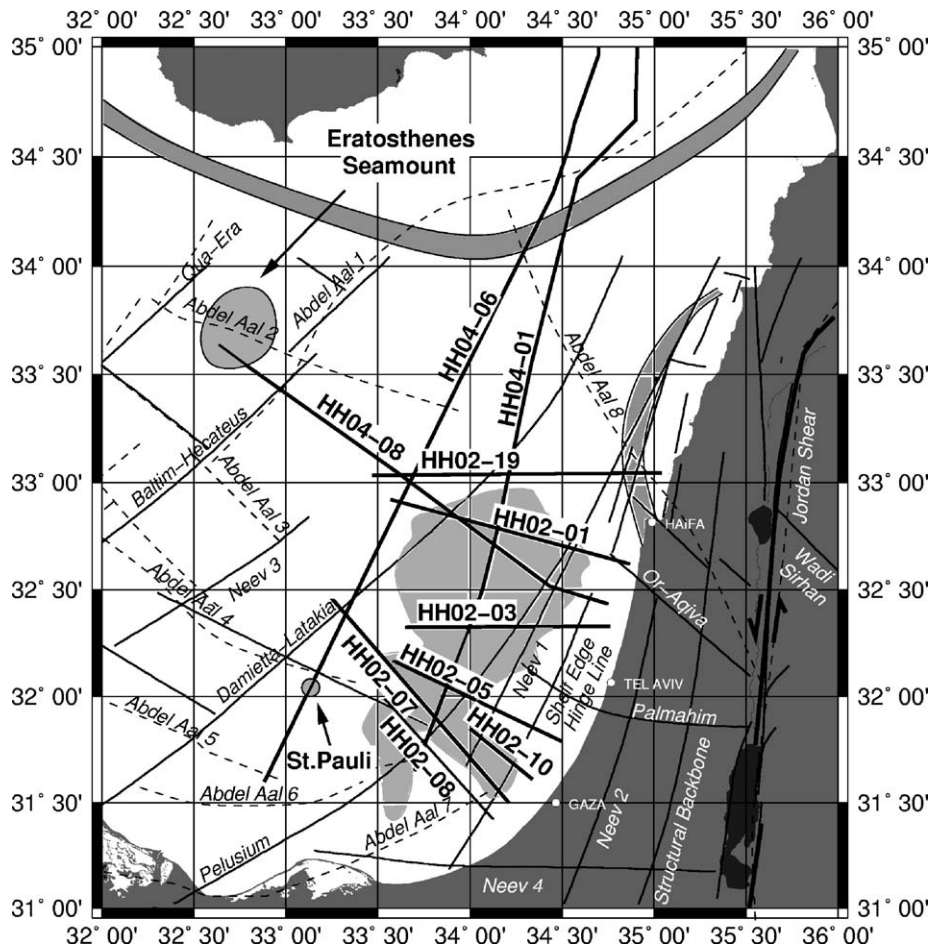 32° 00' 32° 30' 33° 00' 33° 30' 34° 00' 34° 30' 35° 00' 35° 30' 36° 00'
35° 00' 35° 00'
Eratosthenes
Seamount
34° 30' 34° 30'
Qua-Era
34° 00' 34° 00'
Abdel Aal 1
Abdel Aal 2
HH04-06
HH04-01
Abdel Aal 8
33° 30' 33° 30'
HH04-08
Jordan Shear
Baltim-Hecateus
HH02-19
33° 00' 33° 00'
Abdel Aal 3
HH02-01
HAiFA
Wadi
Sirhan
Neev 3
Or-Aqiva
32° 30' 32° 30'
Abdel Aal 4
HH02-03
Damietta-Latakia
Neev 1
Shelf Edge
Hinge Line
HH02-05
HH02-07
TEL AVIV
32° 00' 32° 00'
Palmahim
Abdel Aal 5
HH02-10
St.Pauli
HH02-08
Abdel Aal 6
31° 30' 31° 30'
GAZA
Neev 2
Structural Backbone
Abdel Aal 7
Pelusium
Neev 4
31° 00' 31° 00'
32° 00' 32° 30' 33° 00' 33° 30' 34° 00' 34° 30' 35° 00' 35° 30' 36° 00'